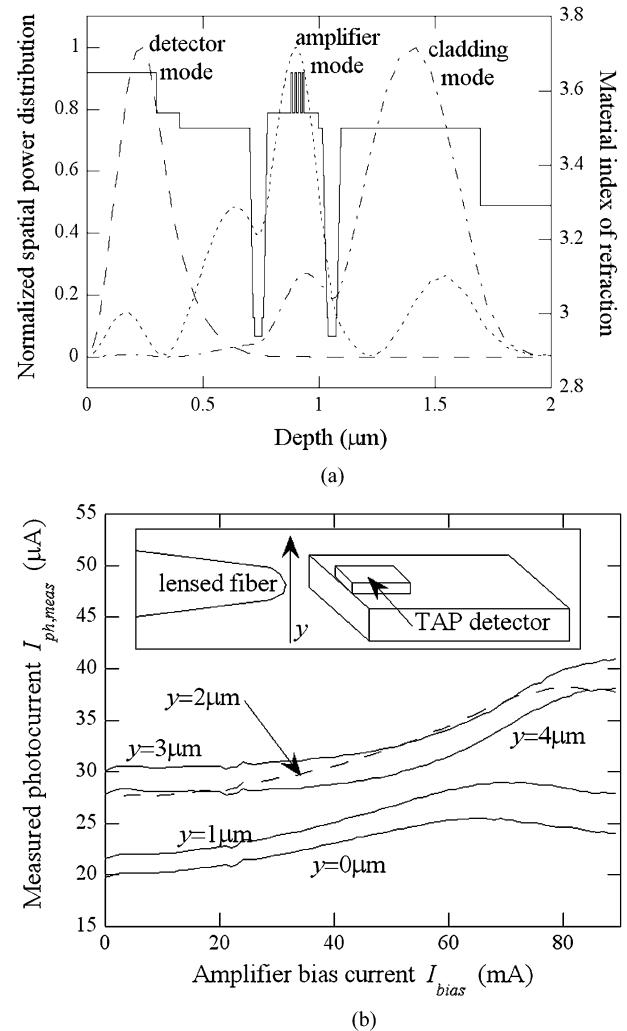 detector
mode
amplifier
mode
cladding
mode
Normalized spatial power distribution
Material index of refraction
1
0.8
0.6
0.4
0.2
0
3.8
3.6
3.4
3.2
3
2.8
0
0.5
1
1.5
2
Depth (μm)
(a)
Measured photocurrent I ph,meas (μA)
55
50
45
40
35
30
25
20
15
lensed fiber
y
TAP detector
y=2μm
y=3μm
y=4μm
y=1μm
y=0μm
0
20
40
60
80
Amplifier bias current I bias (mA)
(b)